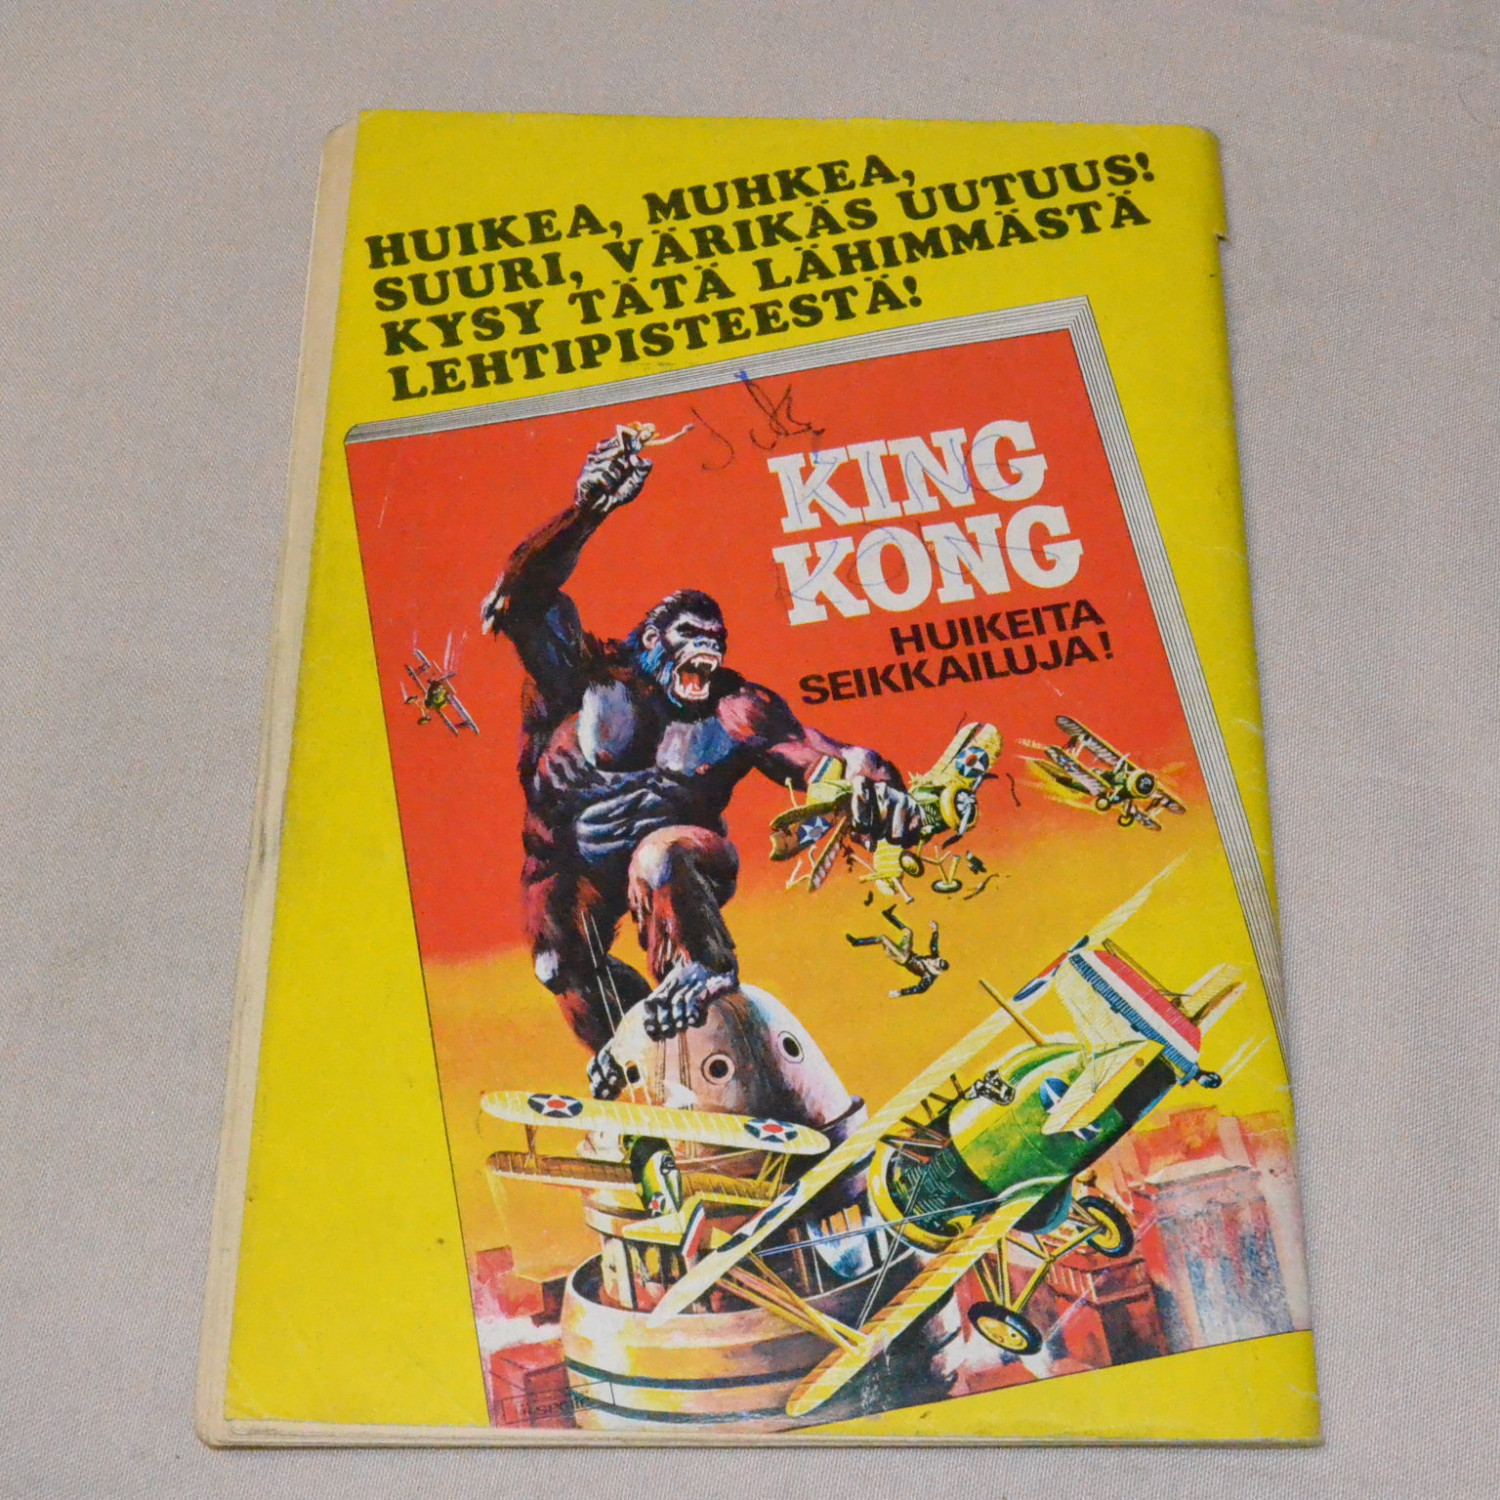 HUIKEA, MUHKEA,
SUURI, VÄRIKÄS UUTUUS!
KYSY TÄTÄ LÄHIMMÄSTÄ
LEHTIPISTEESTÄ!
KING
KONG
HUIKEITA
SEIKKAILUJA!